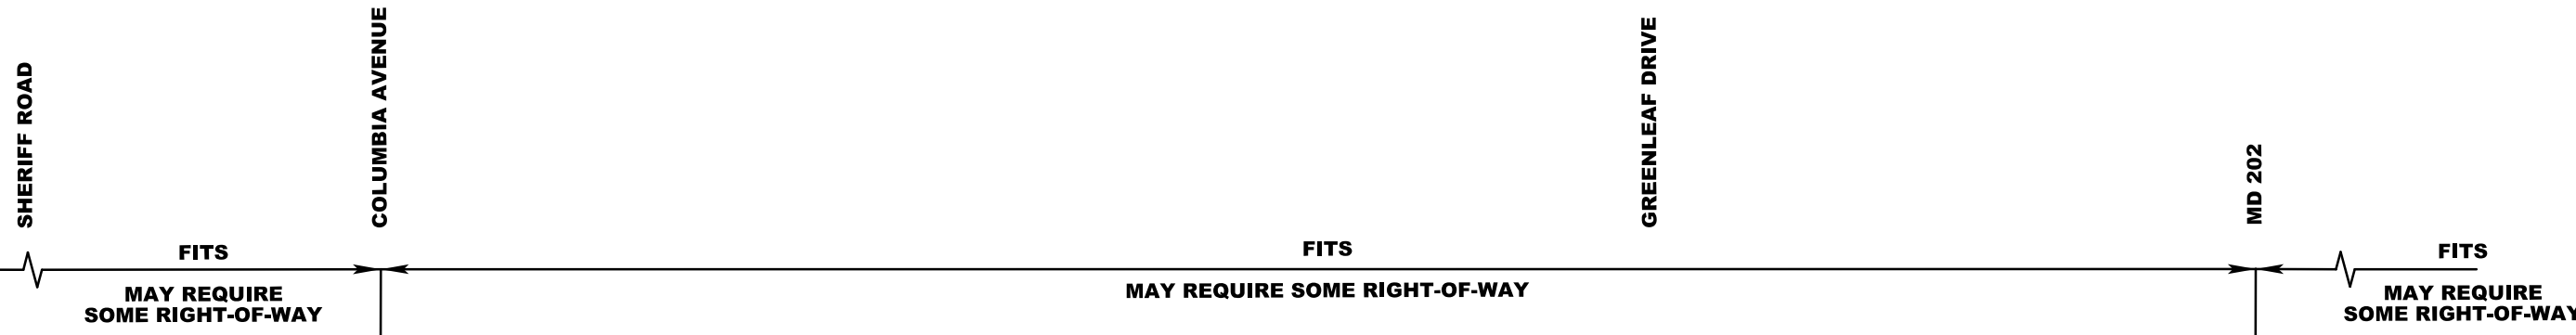 SHERIFF ROAD
COLUMBIA AVENUE
GREENLEAF DRIVE
MD 202
FITS
MAY REQUIRE
SOME RIGHT-OF-WAY
FITS
MAY REQUIRE SOME RIGHT-OF-WAY
FITS
MAY REQUIRE
SOME RIGHT-OF-WAY